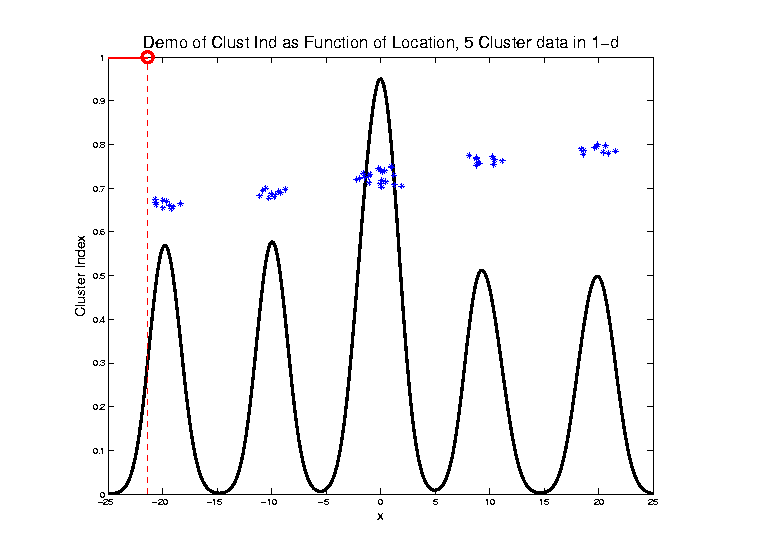 Demo of Clust Ind as Function of Location, 5 Cluster data in 1-d
Cluster Index
1
0.9
0.8
0.7
0.6
0.5
0.4
0.3
0.2
0.1
0
-25 -20 -15 -10 -5 0 5 10 15 20 25
x